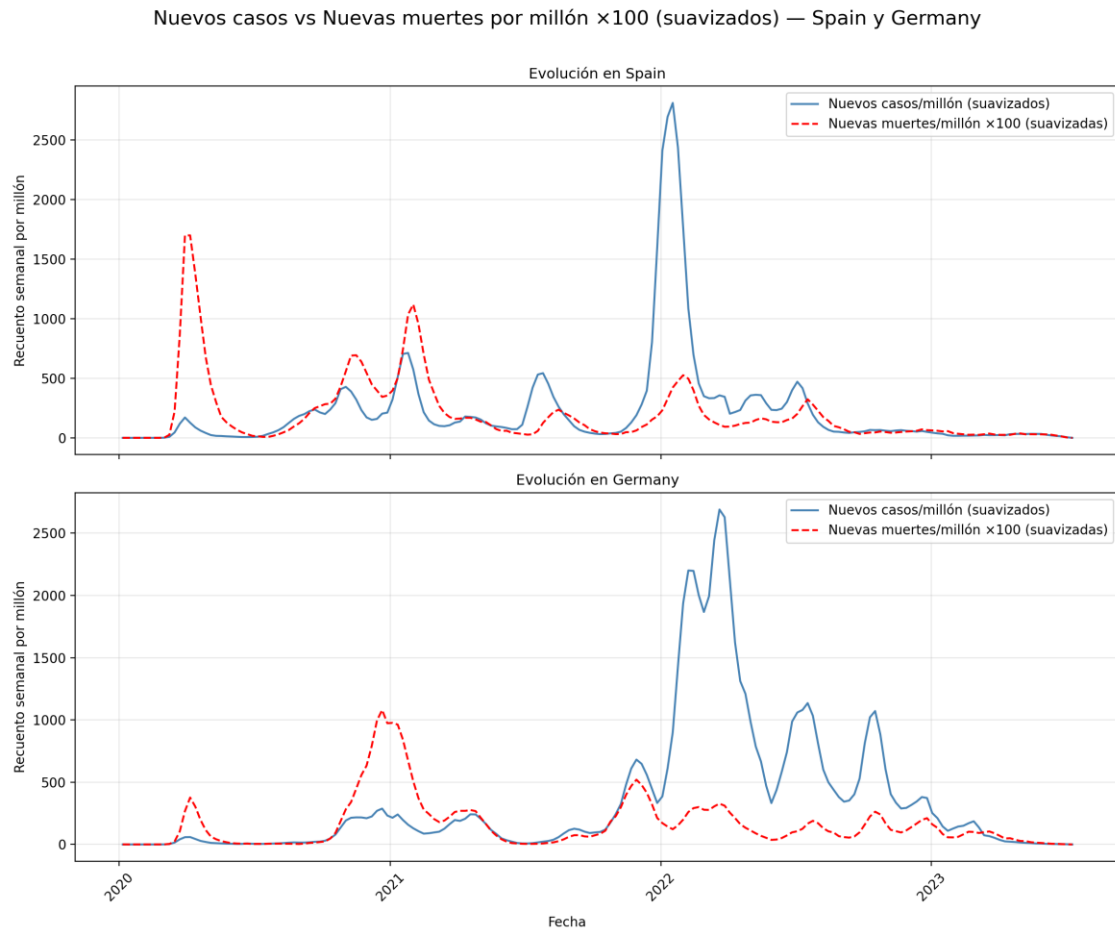 Nuevos casos vs Nuevas muertes por millón ×100 (suavizados) — Spain y Germany
Evolución en Spain
Nuevos casos/millón (suavizados)
Nuevas muertes/millón ×100 (suavizadas)
Recuento semanal por millón
2500
2000
1500
1000
500
0
Evolución en Germany
Nuevos casos/millón (suavizados)
Nuevas muertes/millón ×100 (suavizadas)
Recuento semanal por millón
2500
2000
1500
1000
500
0
2020
2021
2022
2023
Fecha